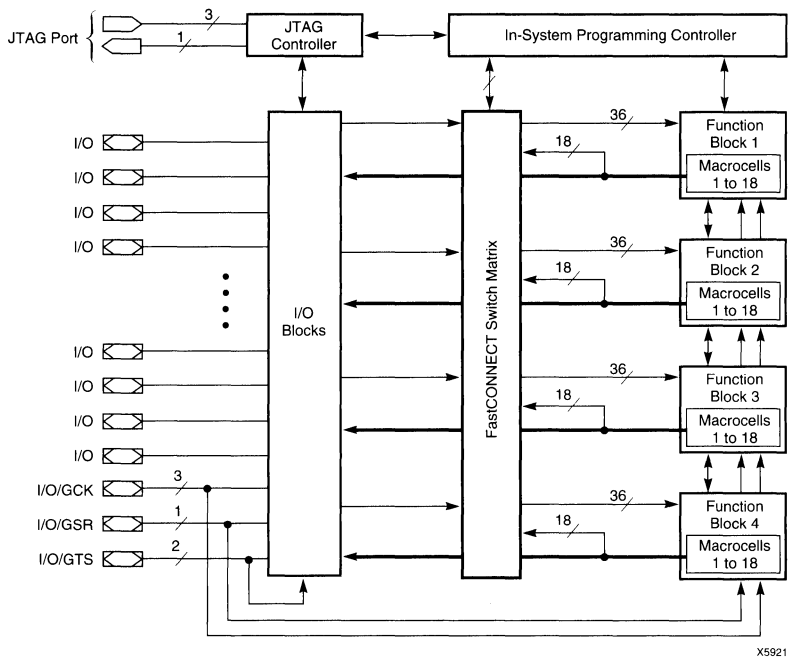 JTAG Port
3
1
JTAG
Controller
In-System Programming Controller
I/O
I/O
I/O
I/O
I/O
I/O
I/O
I/O
I/O/GCK
3
I/O/GSR
1
I/O/GTS
2
I/O
Blocks
FastCONNECT Switch Matrix
36
18
Function
Block 1
Macrocells
1 to 18
36
18
Function
Block 2
Macrocells
1 to 18
36
18
Function
Block 3
Macrocells
1 to 18
36
18
Function
Block 4
Macrocells
1 to 18
X5921